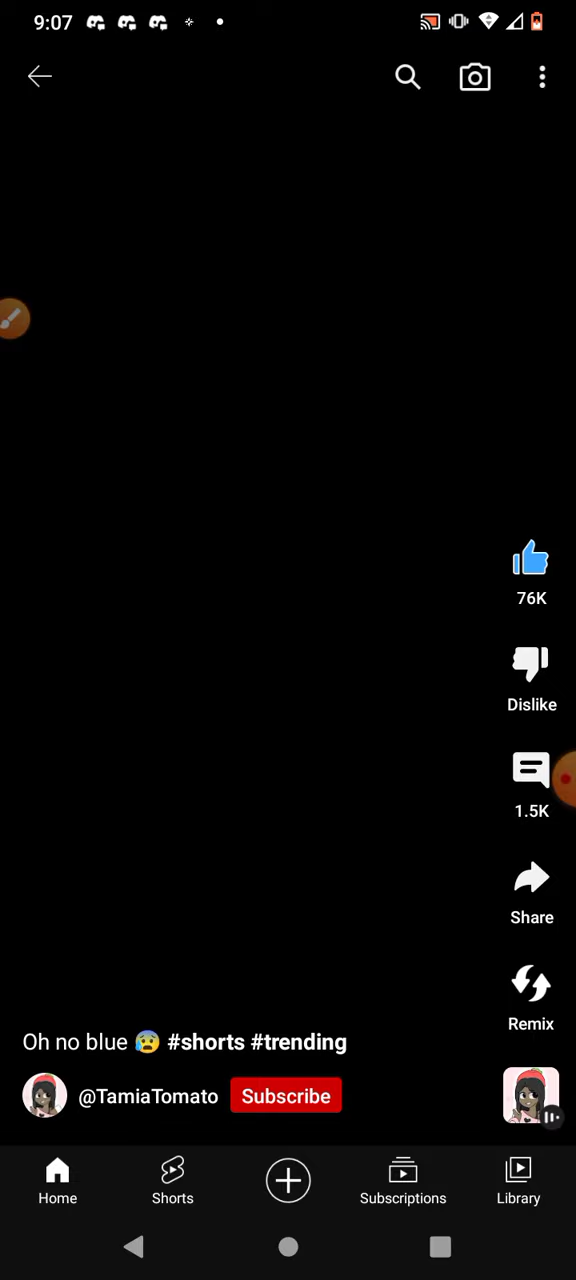 9:07
76K
Dislike
1.5K
Share
Remix
Oh no blue 😰 #shorts #trending
@TamiaTomato Subscribe
Home Shorts Subscriptions Library